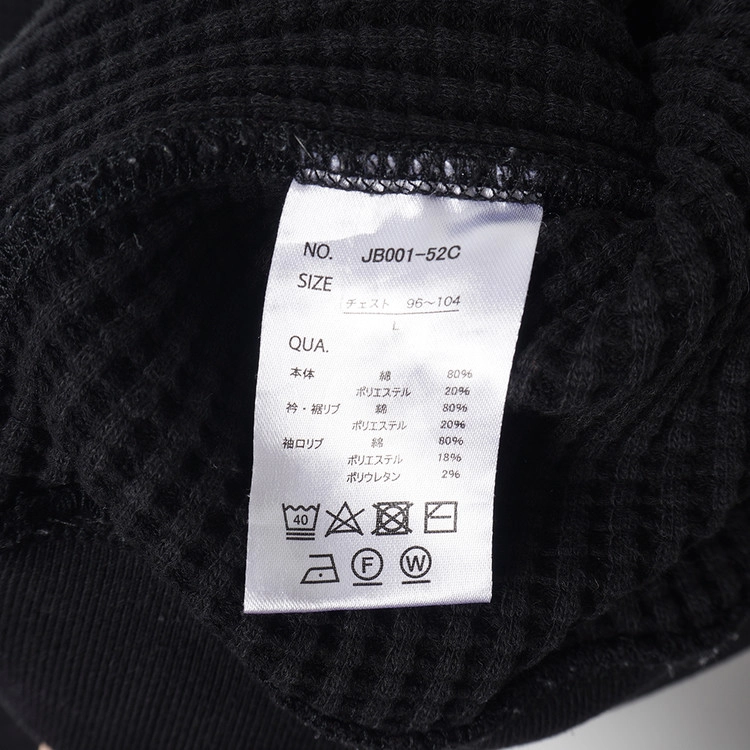 NO. JB001-52C
SIZE
チェスト 96～104
L
QUA.
本体 綿 80%
ポリエステル 20%
衿・裾リブ 綿 80%
ポリエステル 20%
袖口リブ 綿 80%
ポリエステル 18%
ポリウレタン 2%
40
F W